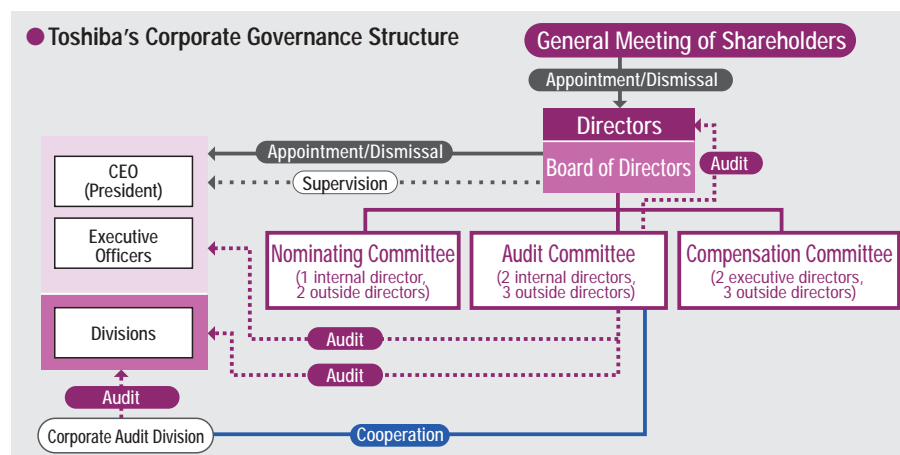 Toshiba's Corporate Governance Structure
General Meeting of Shareholders
Appointment/Dismissal
Directors
Board of Directors
Audit
Appointment/Dismissal
Supervision
CEO
(President)
Executive
Officers
Divisions
Nominating Committee
(1 internal director,
2 outside directors)
Audit Committee
(2 internal directors,
3 outside directors)
Compensation Committee
(2 executive directors,
3 outside directors)
Audit
Audit
Audit
Corporate Audit Division
Cooperation